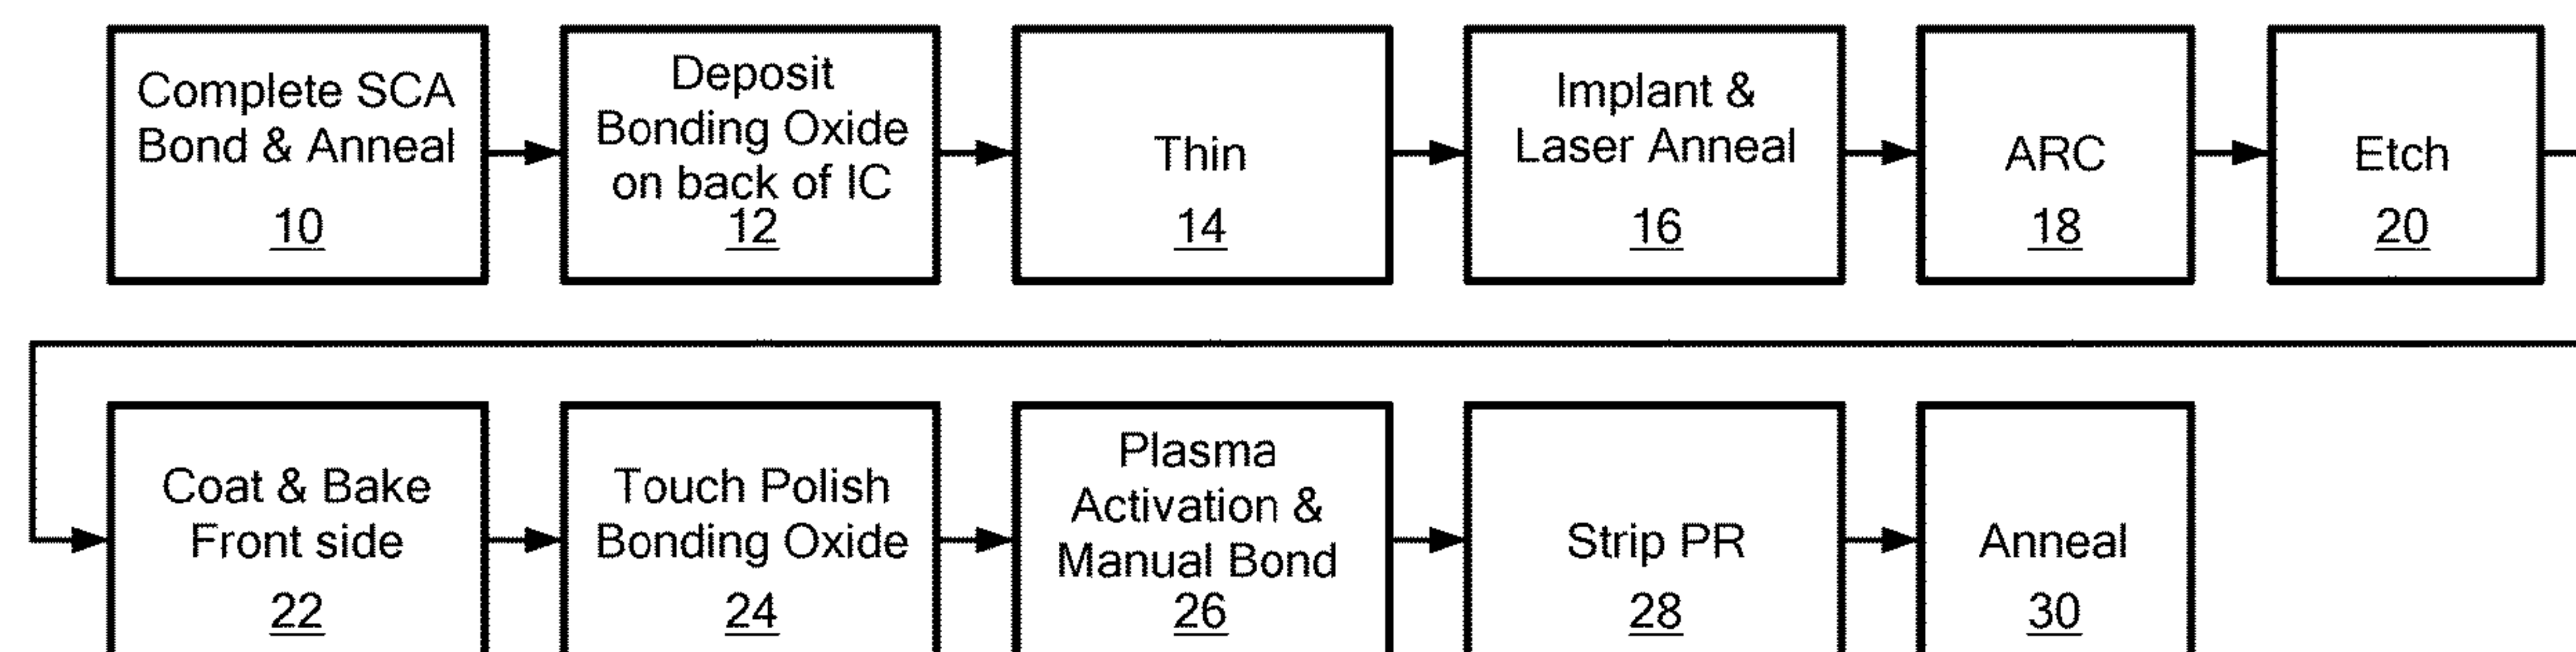 Complete SCA
Bond & Anneal
10
Deposit
Bonding Oxide
on back of IC
12
Thin
14
Implant &
Laser Anneal
16
ARC
18
Etch
20
Coat & Bake
Front side
22
Touch Polish
Bonding Oxide
24
Plasma
Activation &
Manual Bond
26
Strip PR
28
Anneal
30